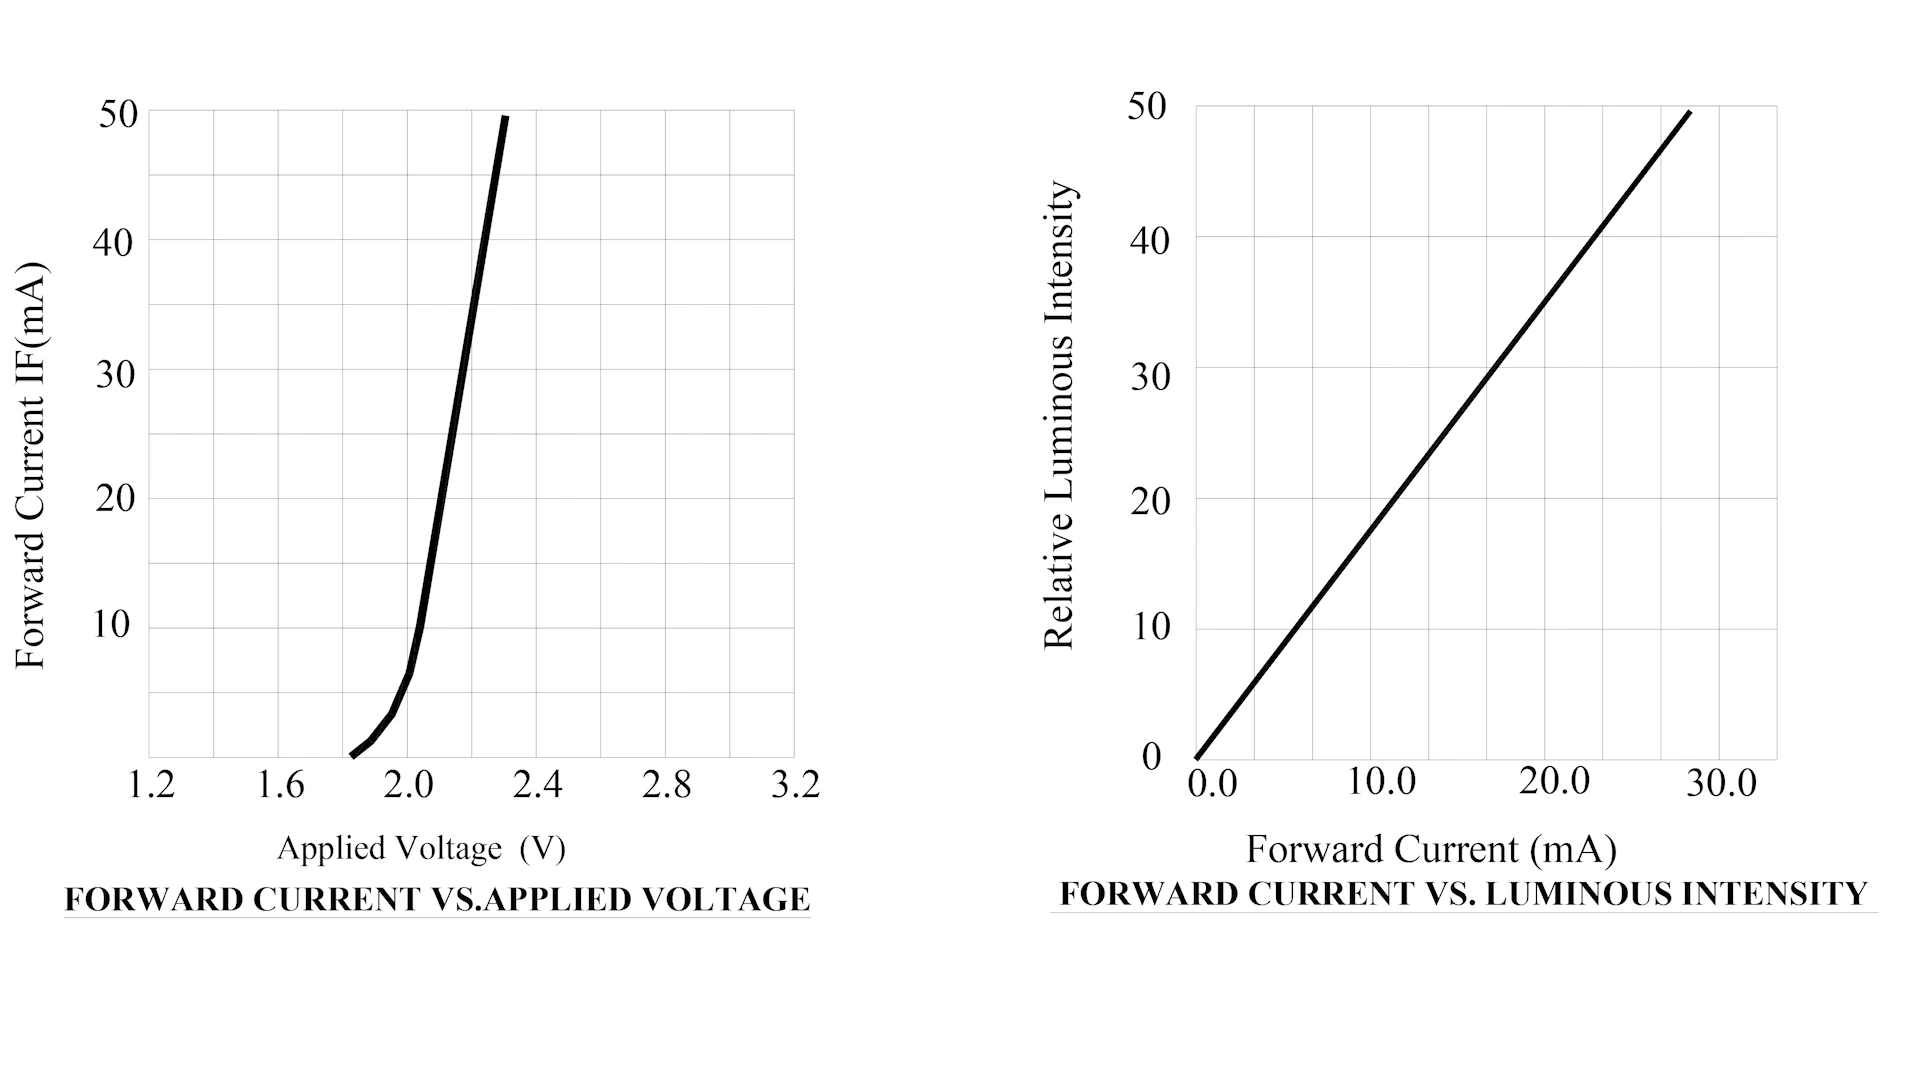 Forward Current IF(mA)
50
40
30
20
10
1.2 1.6 2.0 2.4 2.8 3.2
Applied Voltage (V)
FORWARD CURRENT VS.APPLIED VOLTAGE
Relative Luminous Intensity
50
40
30
20
10
0
0.0 10.0 20.0 30.0
Forward Current (mA)
FORWARD CURRENT VS. LUMINOUS INTENSITY